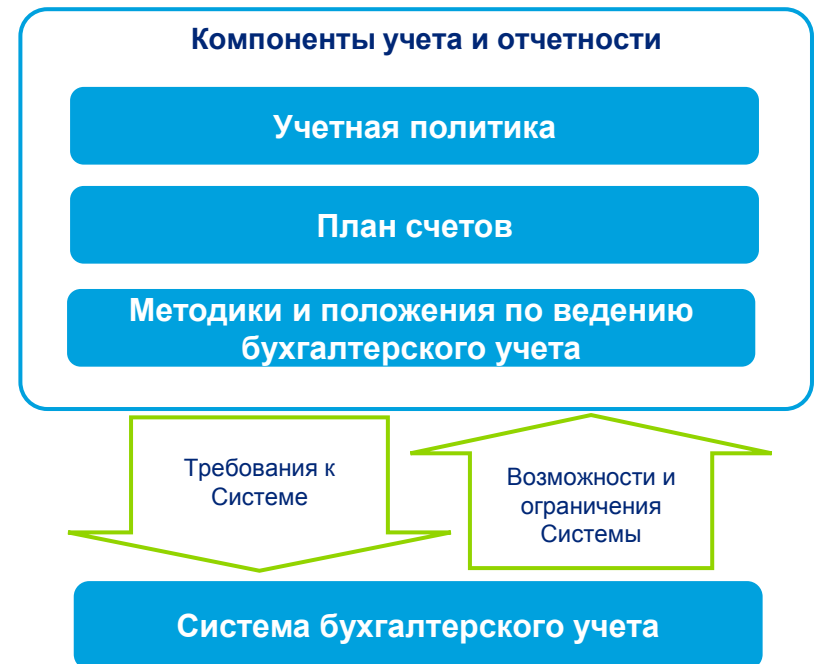 Компоненты учета и отчетности
Учетная политика
План счетов
Методики и положения по ведению
бухгалтерского учета
Требования к
Системе
Возможности и
ограничения
Системы
Система бухгалтерского учета